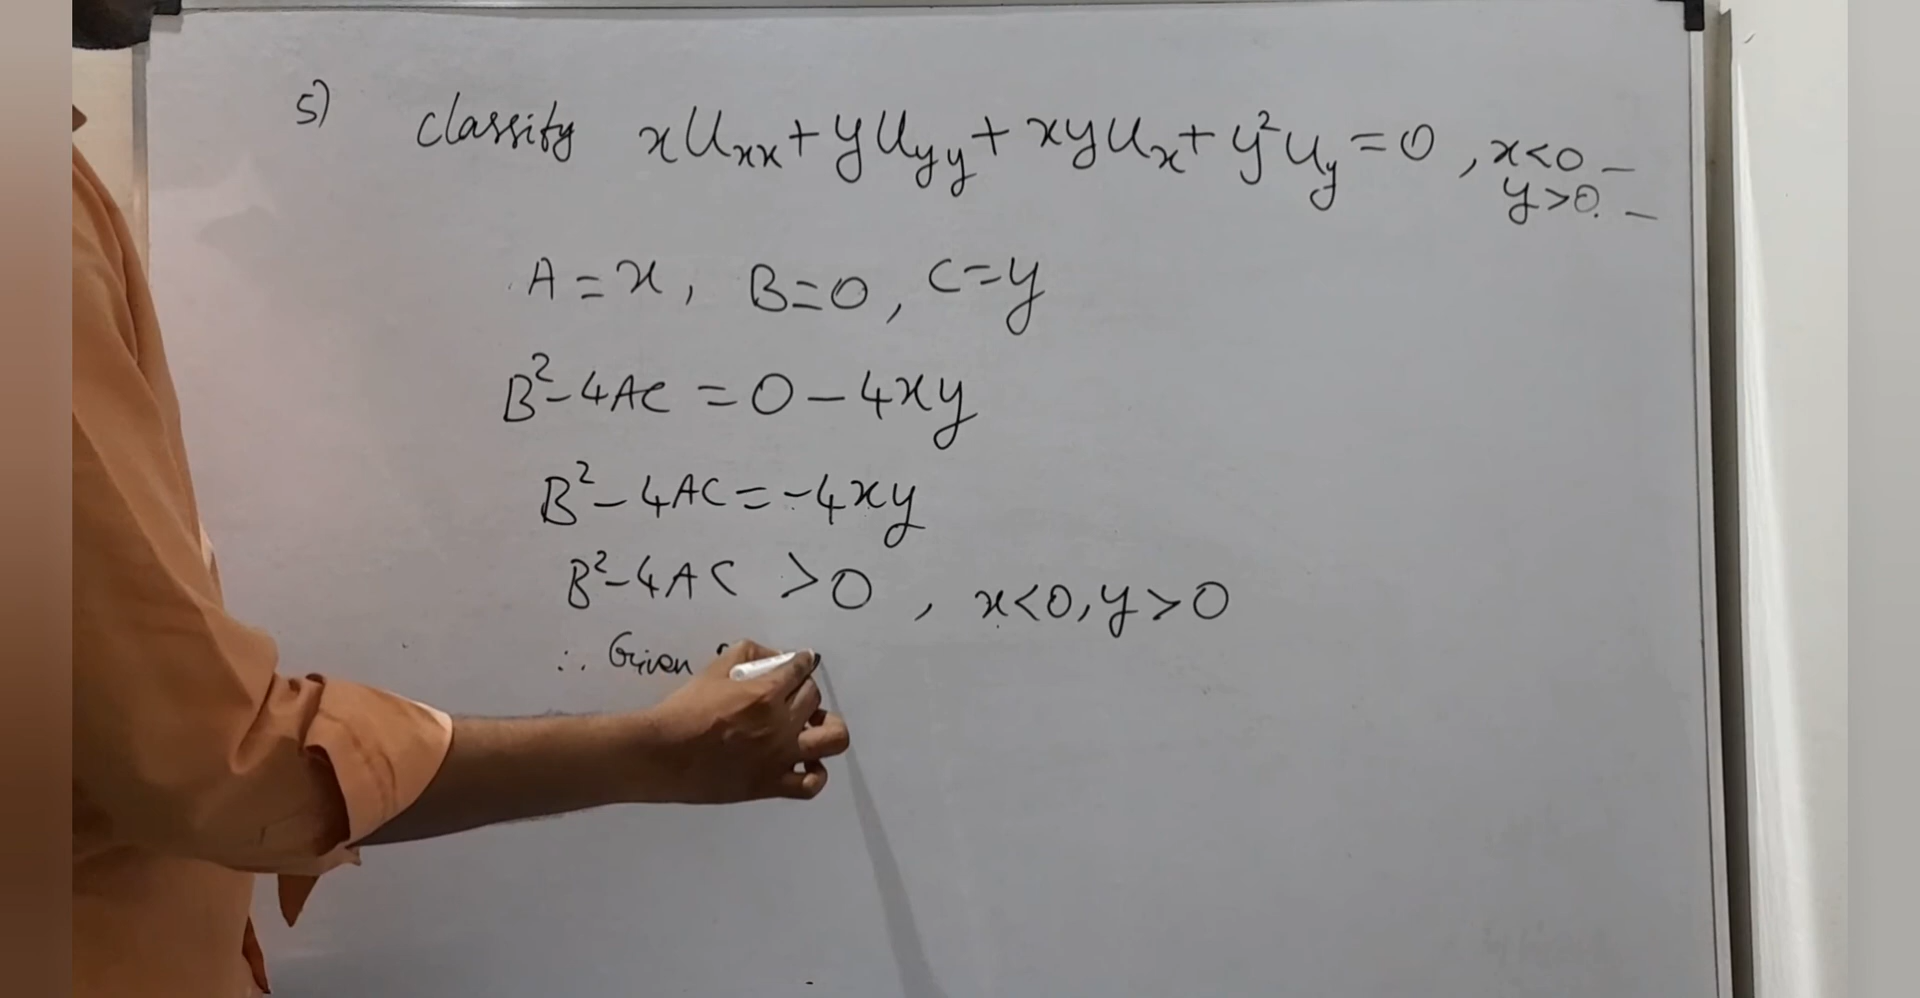 5) classify xUxx + yUyy + xyUx + y²Uy = 0, x<0 –
y>0. –
A = x, B=0, C=y
B²-4AC = 0 - 4xy
B²-4AC = -4xy
B²-4AC > 0, x<0, y>0
∴ Given